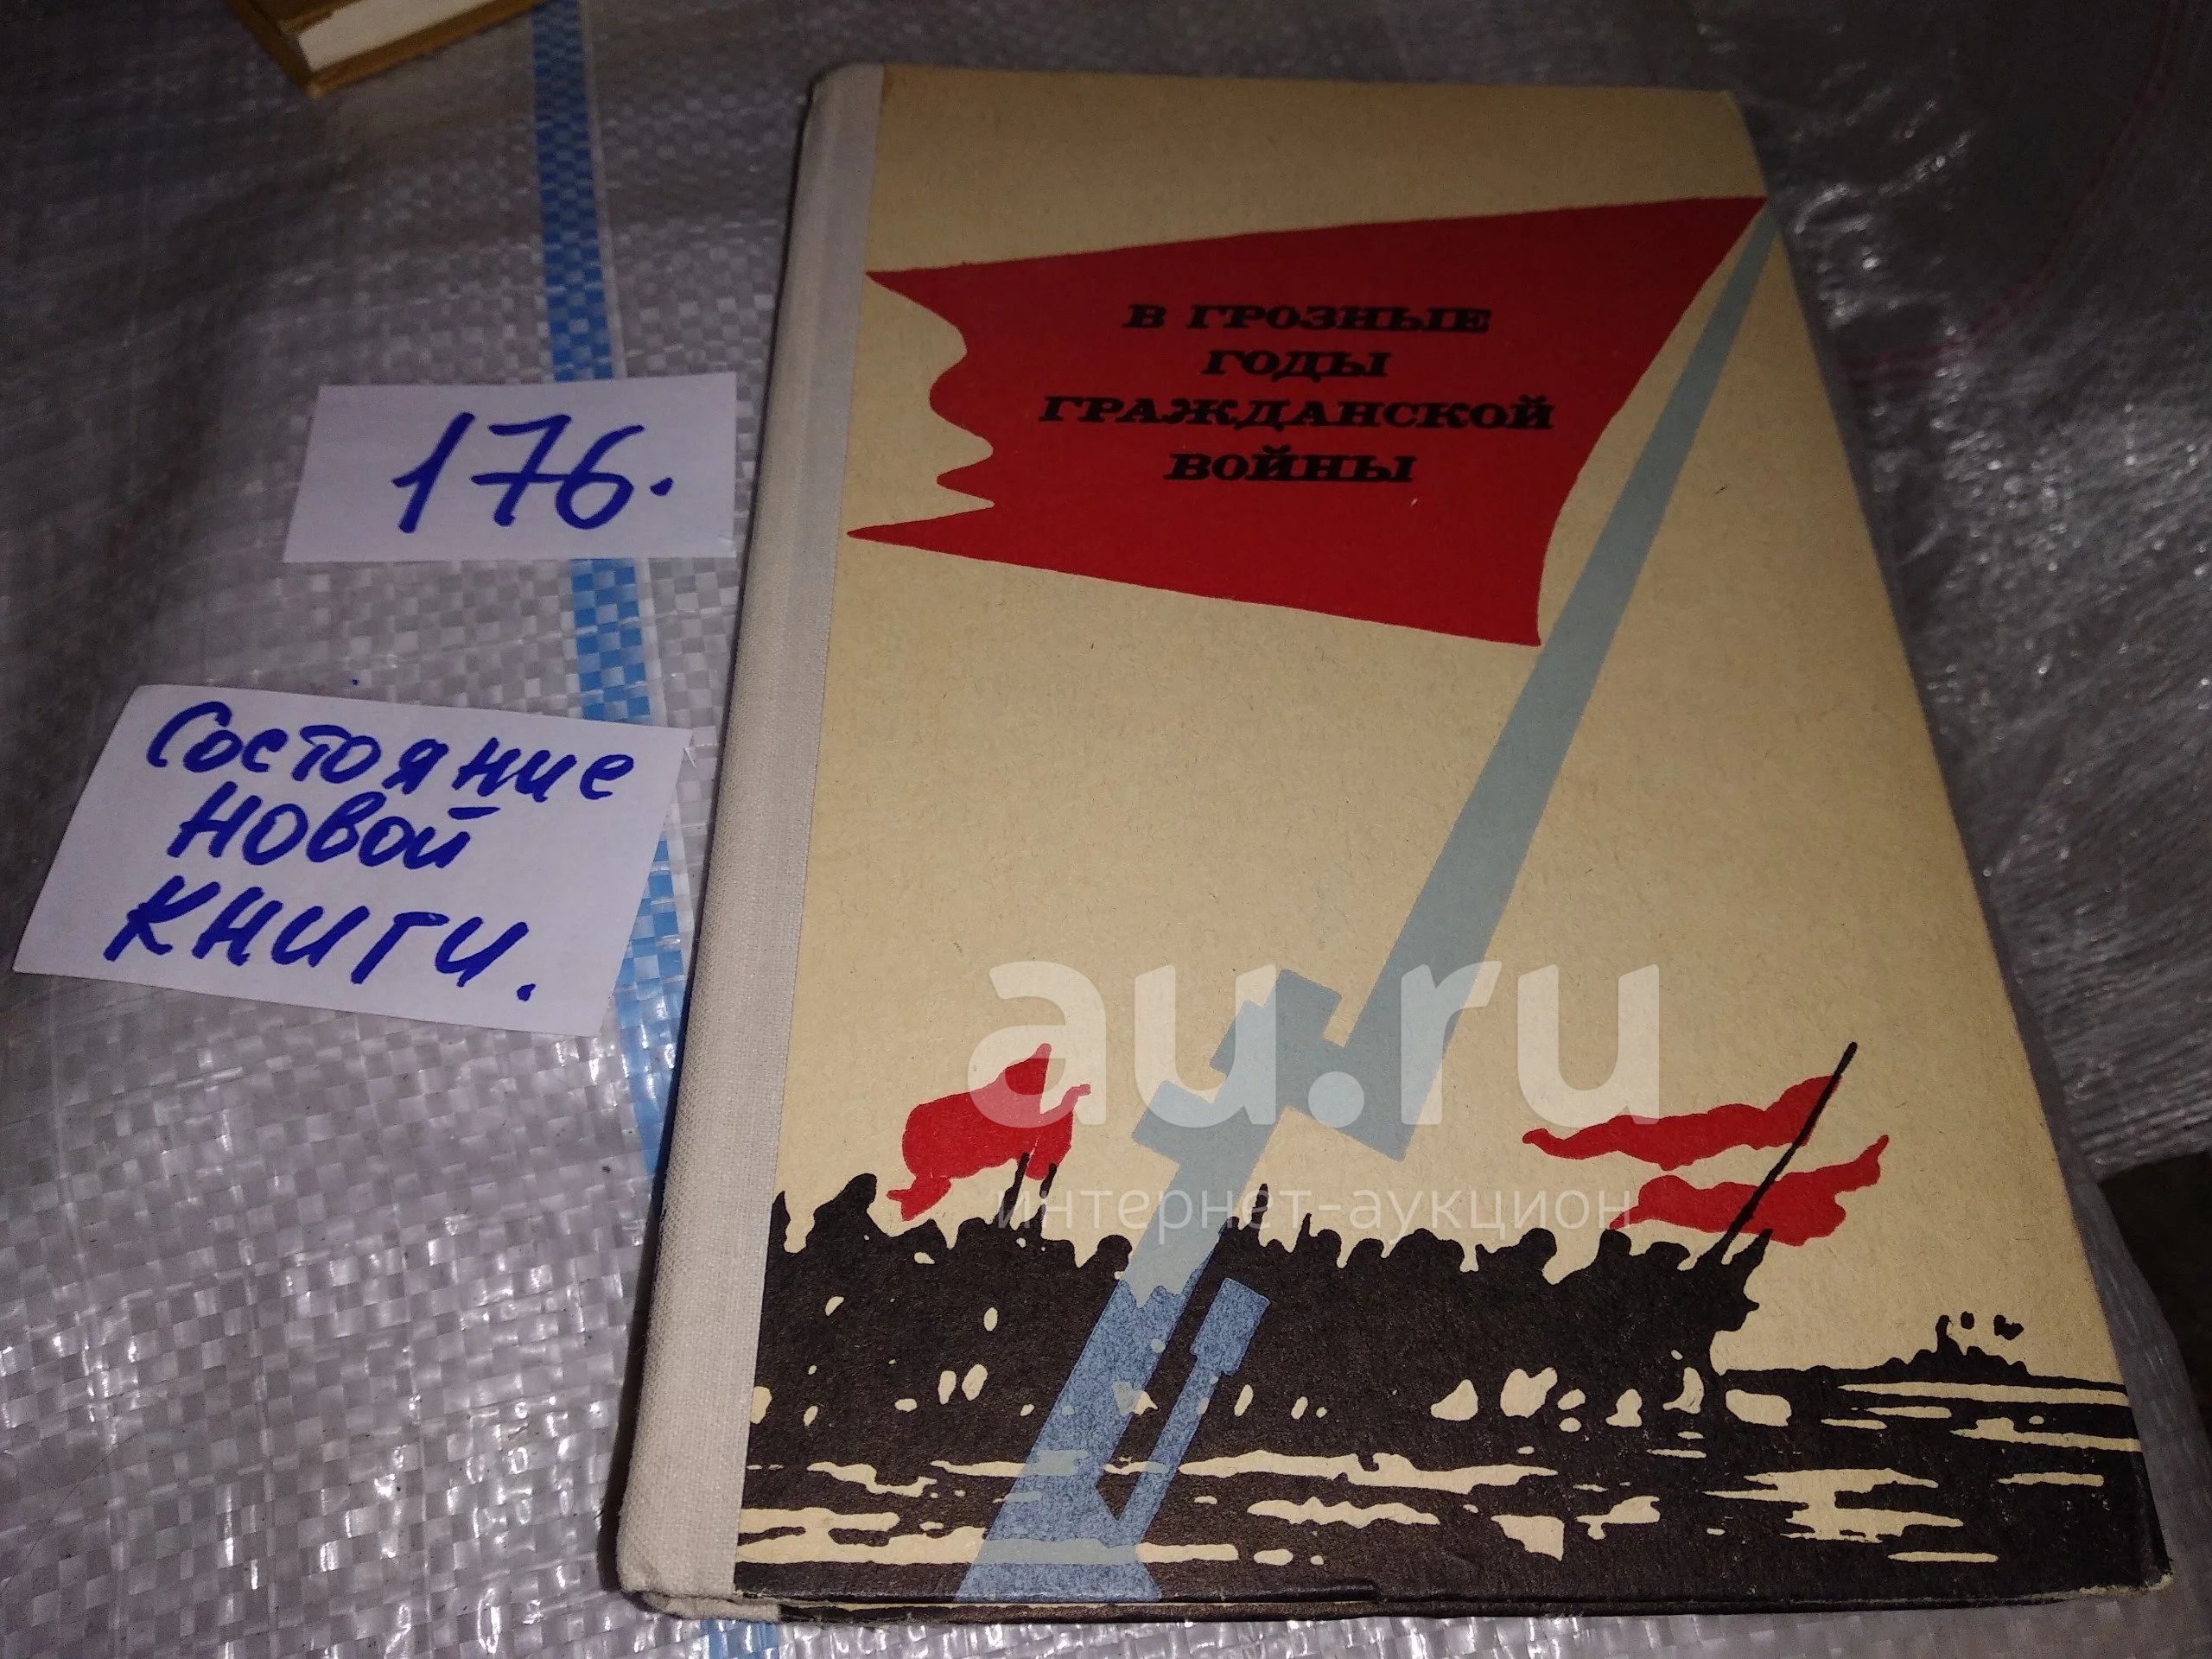 В ГРОЗНЫЕ
ГОДЫ
ГРАЖДАНСКОЙ
ВОЙНЫ
176.
Состояние
новой
книги.
au.ru
интернет-аукцион